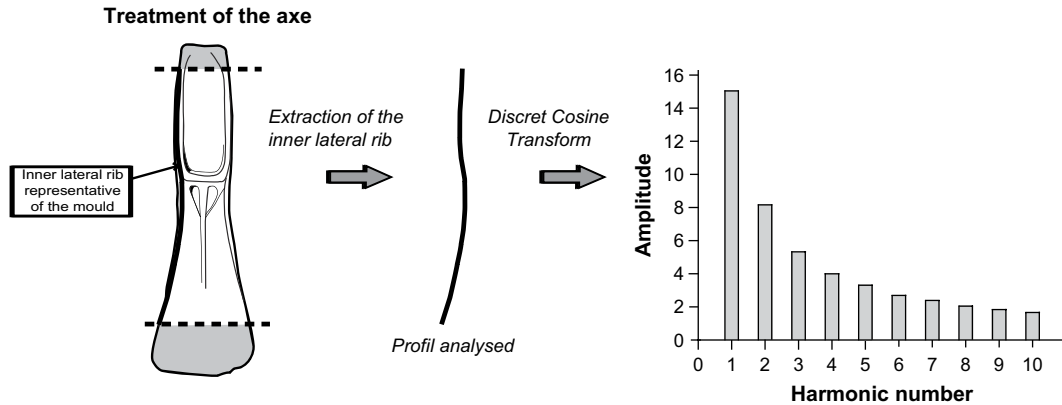 Treatment of the axe
Inner lateral rib
representative
of the mould
Extraction of the
inner lateral rib
Profil analysed
Discret Cosine
Transform
Amplitude
16
14
12
10
8
6
4
2
0
0 1 2 3 4 5 6 7 8 9 10
Harmonic number